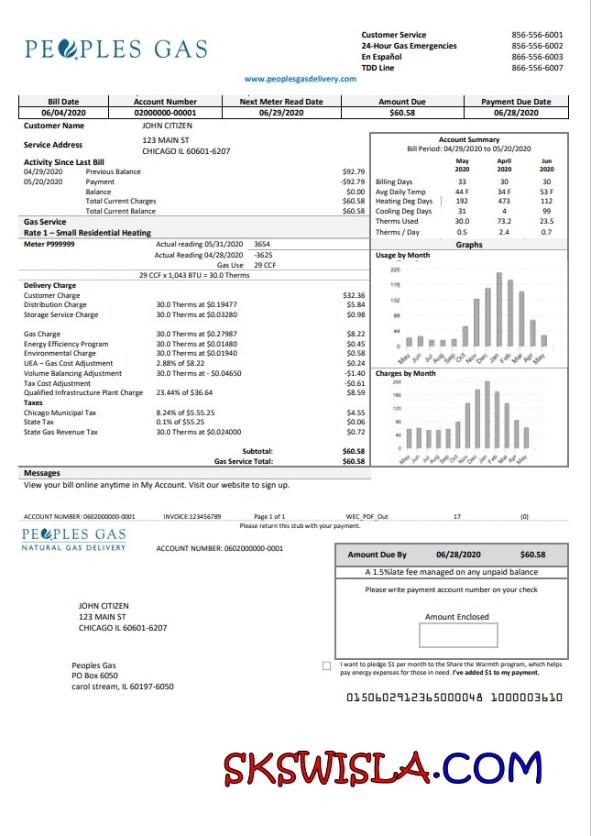 PEOPLES GAS
Customer Service 856-556-6001
24-Hour Gas Emergencies 856-556-6002
En Español 866-556-6003
TDD Line 866-556-6007
www.peoplesgasdelivery.com
Bill Date Account Number Next Meter Read Date Amount Due Payment Due Date
06/04/2020 02000000-00001 06/29/2020 $60.58 06/28/2020
Customer Name JOHN CITIZEN
Service Address 123 MAIN ST
CHICAGO IL 60601-6207
Activity Since Last Bill
04/29/2020 Previous Balance $92.79
05/20/2020 Payment -$92.79
Balance $0.00
Total Current Charges $60.58
Total Current Balance $60.58
Gas Service
Rate 1 – Small Residential Heating
Meter P999999 Actual reading 05/31/2020 3654
Actual Reading 04/28/2020 -3625
Gas Use 29 CCF
29 CCF x 1,043 BTU = 30.0 Therms
Delivery Charge
Customer Charge $32.36
Distribution Charge 30.0 Therms at $0.19477 $5.84
Storage Service Charge 30.0 Therms at $0.03280 $0.98
Gas Charge 30.0 Therms at $0.27987 $8.22
Energy Efficiency Program 30.0 Therms at $0.01480 $0.45
Environmental Charge 30.0 Therms at $0.01940 $0.58
UEA – Gas Cost Adjustment 2.88% of $8.22 $0.24
Volume Balancing Adjustment 30.0 Therms at - $0.04650 -$1.40
Tax Cost Adjustment -$0.61
Qualified Infrastructure Plant Charge 23.44% of $36.64 $8.59
Taxes
Chicago Municipal Tax 8.24% of $5.55.25 $4.55
State Tax 0.1% of $55.25 $0.06
State Gas Revenue Tax 30.0 Therms at $0.024000 $0.72
Subtotal: $60.58
Gas Service Total: $60.58
Account Summary
Bill Period: 04/29/2020 to 05/20/2020
May April Jun
2020 2020 2020
Billing Days 33 30 30
Avg Daily Temp 44 F 34 F 53 F
Heating Deg Days 192 473 112
Cooling Deg Days 31 4 99
Therms Used 30.0 73.2 23.5
Therms / Day 0.5 2.4 0.7
Graphs
Usage by Month
220
176
132
88
44
0
May Jun Jul Aug Sep Oct Nov Dec Jan Feb Mar Apr May
Charges by Month
200
160
120
80
40
0
May Jun Jul Aug Sep Oct Nov Dec Jan Feb Mar Apr May
Messages
View your bill online anytime in My Account. Visit our website to sign up.
ACCOUNT NUMBER: 0602000000-0001 INVOICE:123456789 Page 1 of 1 WEC_PDF_Out 17 (0)
Please return this stub with your payment.
PEOPLES GAS
NATURAL GAS DELIVERY
ACCOUNT NUMBER: 0602000000-0001
Amount Due By 06/28/2020 $60.58
A 1.5%late fee managed on any unpaid balance
Please write payment account number on your check
Amount Enclosed
JOHN CITIZEN
123 MAIN ST
CHICAGO IL 60601-6207
Peoples Gas
PO Box 6050
carol stream, IL 60197-6050
I want to pledge $1 per month to the Share the Warmth program, which helps
pay energy expenses for those in need. I've added $1 to my payment.
0150602912365000048 1000003610
SKSWISLA.COM